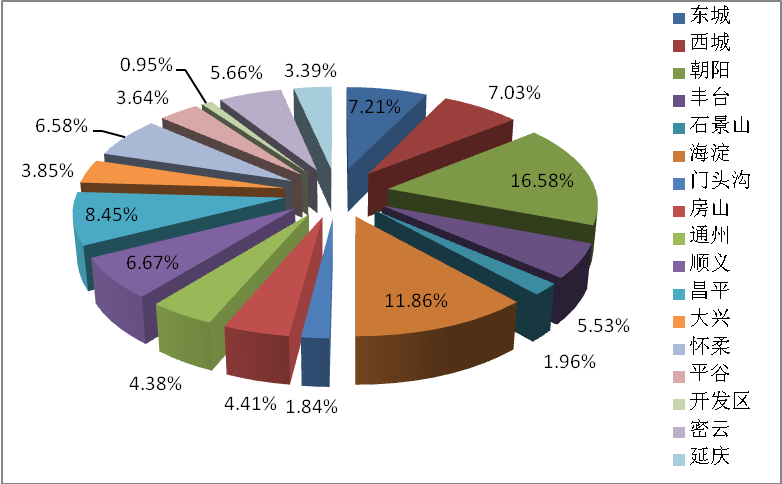 0.95%
5.66%
3.39%
3.64%
7.21%
7.03%
6.58%
3.85%
16.58%
8.45%
6.67%
11.86%
5.53%
1.96%
4.38%
4.41%
1.84%
东城
西城
朝阳
丰台
石景山
海淀
门头沟
房山
通州
顺义
昌平
大兴
怀柔
平谷
开发区
密云
延庆